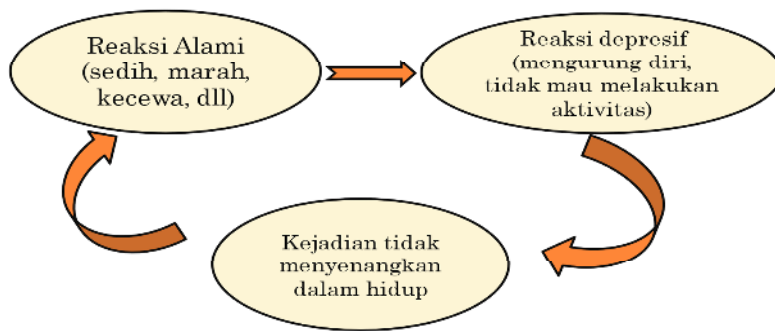 Reaksi Alami
(sedih, marah,
kecewa, dll)
Reaksi depresif
(mengurung diri,
tidak mau melakukan
aktivitas)
Kejadian tidak
menyenangkan
dalam hidup